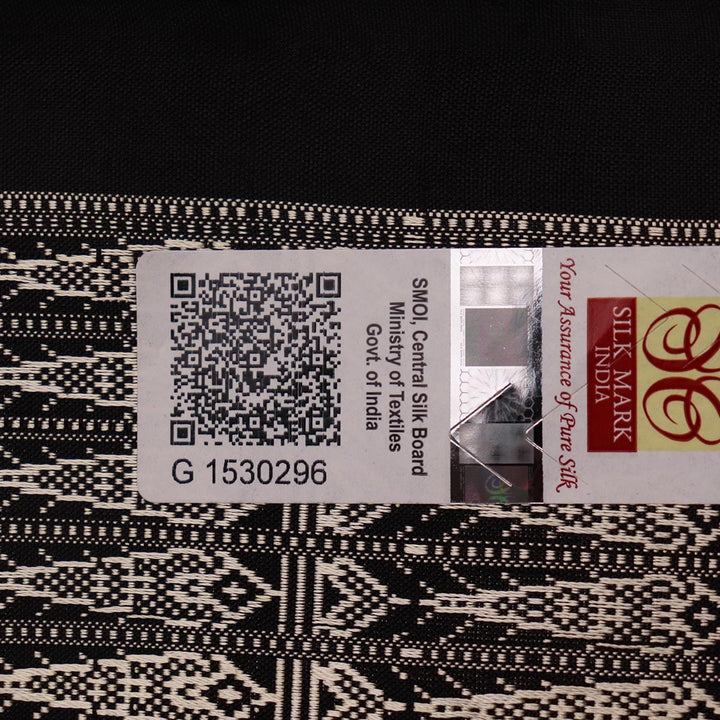 G 1530296
SMOI, Central Silk Board
Ministry of Textiles
Govt. of India
Your Assurance of Pure Silk
SILK MARK
INDIA